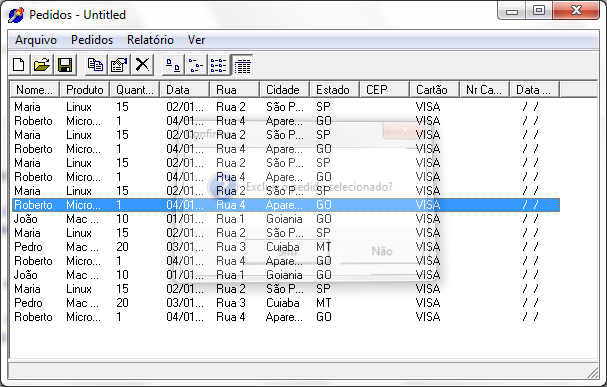 Pedidos - Untitled
Arquivo Pedidos Relatório Ver
Nome... Produto Quant... Data Rua Cidade Estado CEP Cartão Nr Ca... Data ...
Maria Linux 15 02/01... Rua 2 São P... SP VISA / /
Roberto Micro... 1 04/01... Rua 4 Apare... GO VISA / /
Maria Linux 15 02/01... Rua 2 São P... SP VISA / /
Confirmar
Roberto Micro... 1 04/01... Rua 4 Apare... GO VISA / /
Maria Linux 15 02/01... Rua 2 São P... SP VISA / /
Roberto Micro... 1 04/01... Rua 4 Apare... GO VISA / /
Maria Linux 15 02/01... Rua 2 São P... SP VISA / /
Exclui o pedido selecionado?
Roberto Micro... 1 04/01... Rua 4 Apare... GO VISA / /
João Mac ... 10 01/01... Rua 1 Goiania GO VISA / /
Maria Linux 15 02/01... Rua 2 São P... SP VISA / /
Pedro Mac ... 20 03/01... Rua 3 Cuiaba MT VISA / /
Sim Não
Roberto Micro... 1 04/01... Rua 4 Apare... GO VISA / /
João Mac ... 10 01/01... Rua 1 Goiania GO VISA / /
Maria Linux 15 02/01... Rua 2 São P... SP VISA / /
Pedro Mac ... 20 03/01... Rua 3 Cuiaba MT VISA / /
Roberto Micro... 1 04/01... Rua 4 Apare... GO VISA / /